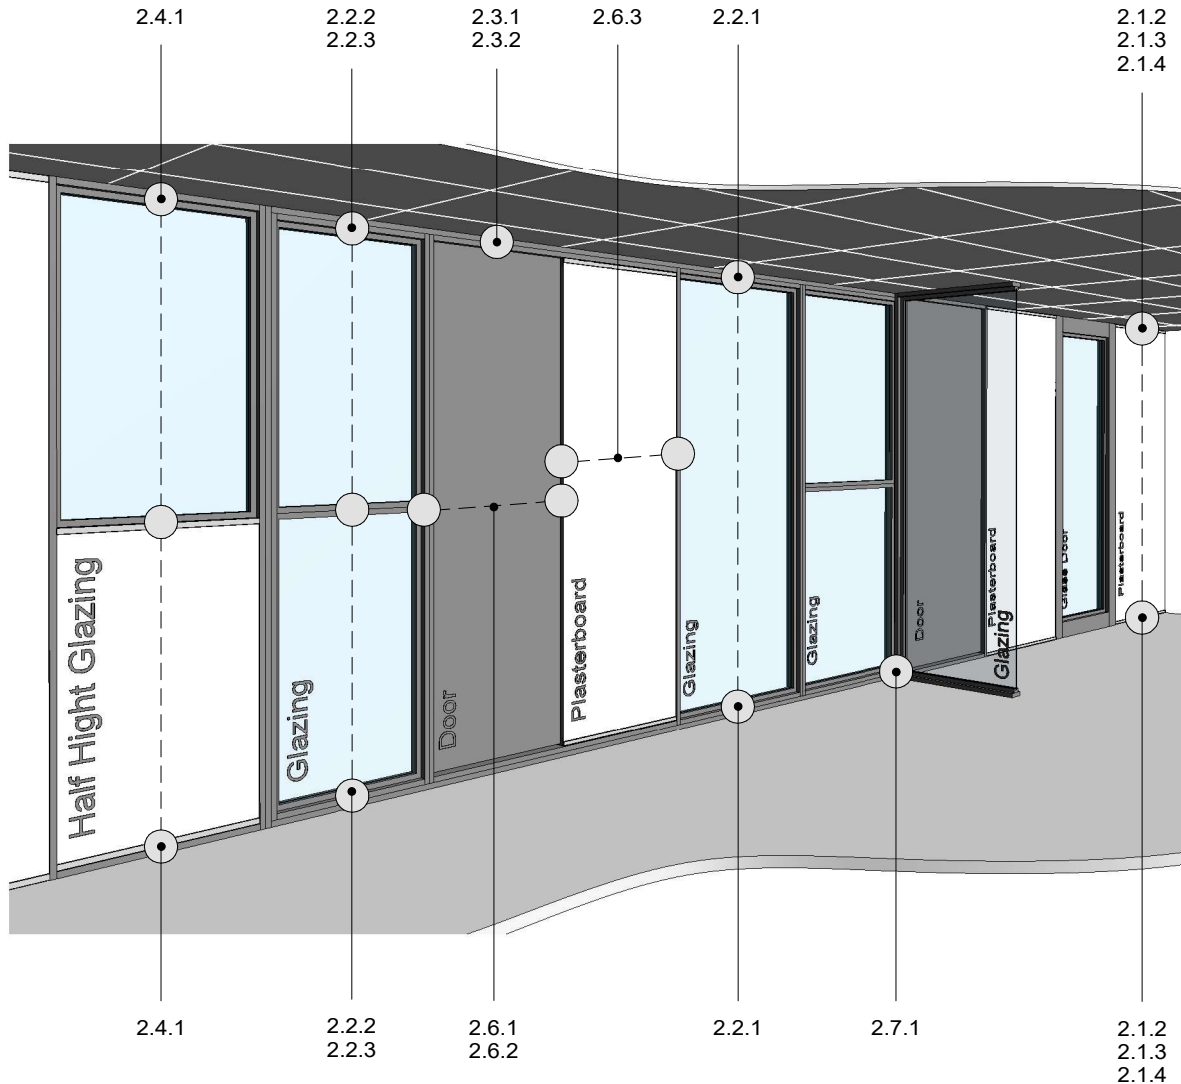 2.4.1
2.2.2
2.2.3
2.3.1
2.3.2
2.6.3
2.2.1
2.1.2
2.1.3
2.1.4
Half Hight Glazing
Glazing
Door
Plasterboard
Glazing
Glazing
Door
Plasterboard
Glazing
Glass Door
Plasterboard
2.4.1
2.2.2
2.2.3
2.6.1
2.6.2
2.2.1
2.7.1
2.1.2
2.1.3
2.1.4